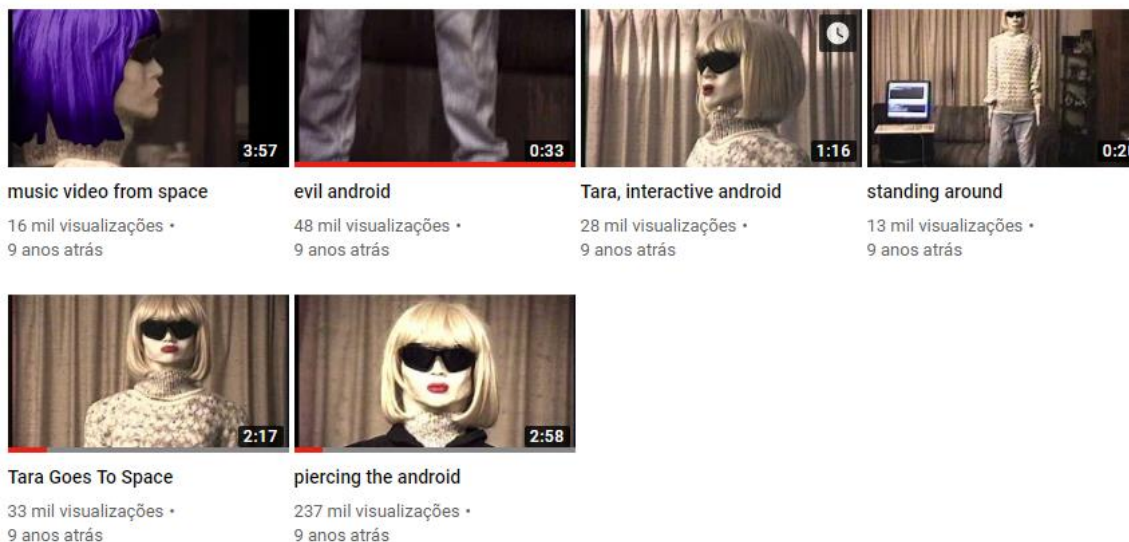 3:57
0:33
1:16
music video from space
evil android
Tara, interactive android
standing around
16 mil visualizações •
48 mil visualizações •
28 mil visualizações •
13 mil visualizações •
9 anos atrás
9 anos atrás
9 anos atrás
9 anos atrás
2:17
2:58
Tara Goes To Space
piercing the android
33 mil visualizações •
237 mil visualizações •
9 anos atrás
9 anos atrás